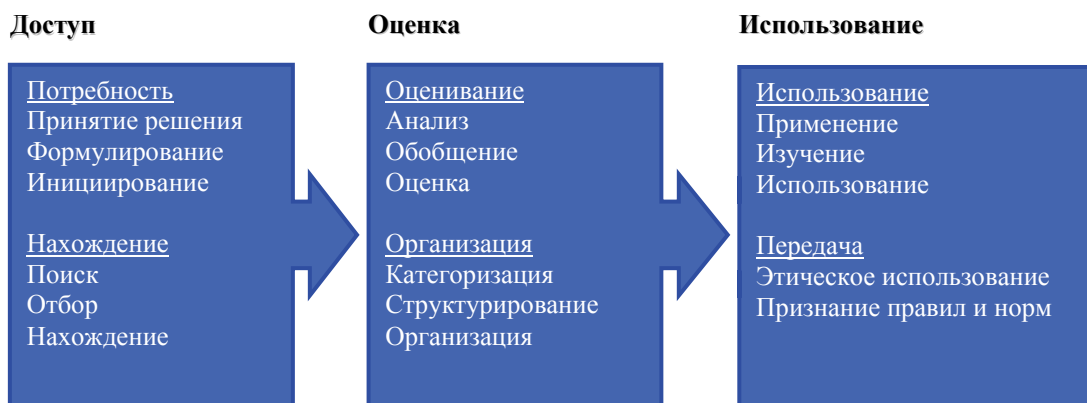 Доступ
Потребность
Принятие решения
Формулирование
Инициирование
Нахождение
Поиск
Отбор
Нахождение
Оценка
Оценивание
Анализ
Обобщение
Оценка
Организация
Категоризация
Структурирование
Организация
Использование
Использование
Применение
Изучение
Использование
Передача
Этическое использование
Признание правил и норм